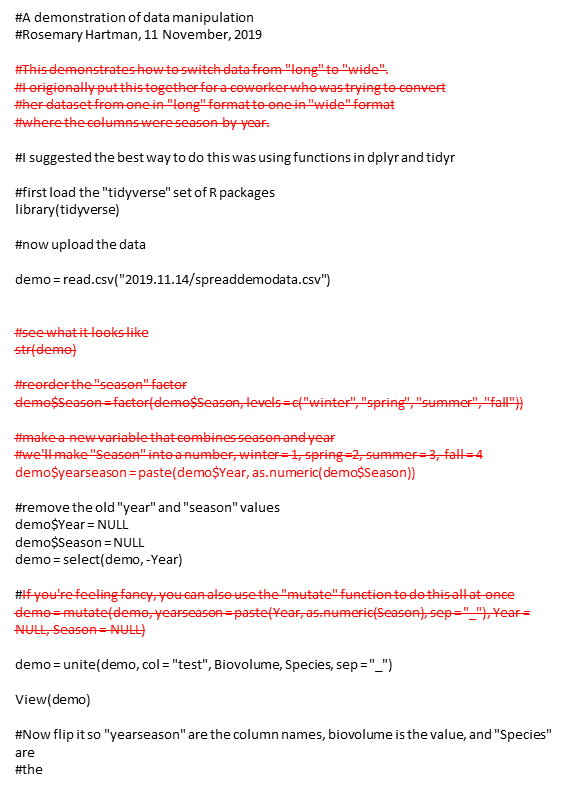 #A demonstration of data manipulation
#Rosemary Hartman, 11 November, 2019
#This demonstrates how to switch data from "long" to "wide".
#I origionally put this together for a coworker who was trying to convert
#her dataset from one in "long" format to one in "wide" format
#where the columns were season-by-year.
#I suggested the best way to do this was using functions in dplyr and tidyr
#first load the "tidyverse" set of R packages
library(tidyverse)
#now upload the data
demo = read.csv("2019.11.14/spreaddemodata.csv")
#see what it looks like
str(demo)
#reorder the "season" factor
demo$Season = factor(demo$Season, levels = c("winter", "spring", "summer", "fall"))
#make a new variable that combines season and year
#we'll make "Season" into a number, winter = 1, spring =2, summer = 3, fall = 4
demo$yearseason = paste(demo$Year, as.numeric(demo$Season))
#remove the old "year" and "season" values
demo$Year = NULL
demo$Season = NULL
demo = select(demo, -Year)
#If you're feeling fancy, you can also use the "mutate" function to do this all at once
demo = mutate(demo, yearseason = paste(Year, as.numeric(Season), sep = "_"), Year =
NULL, Season = NULL)
demo = unite(demo, col = "test", Biovolume, Species, sep = "_")
View(demo)
#Now flip it so "yearseason" are the column names, biovolume is the value, and "Species"
are
#the